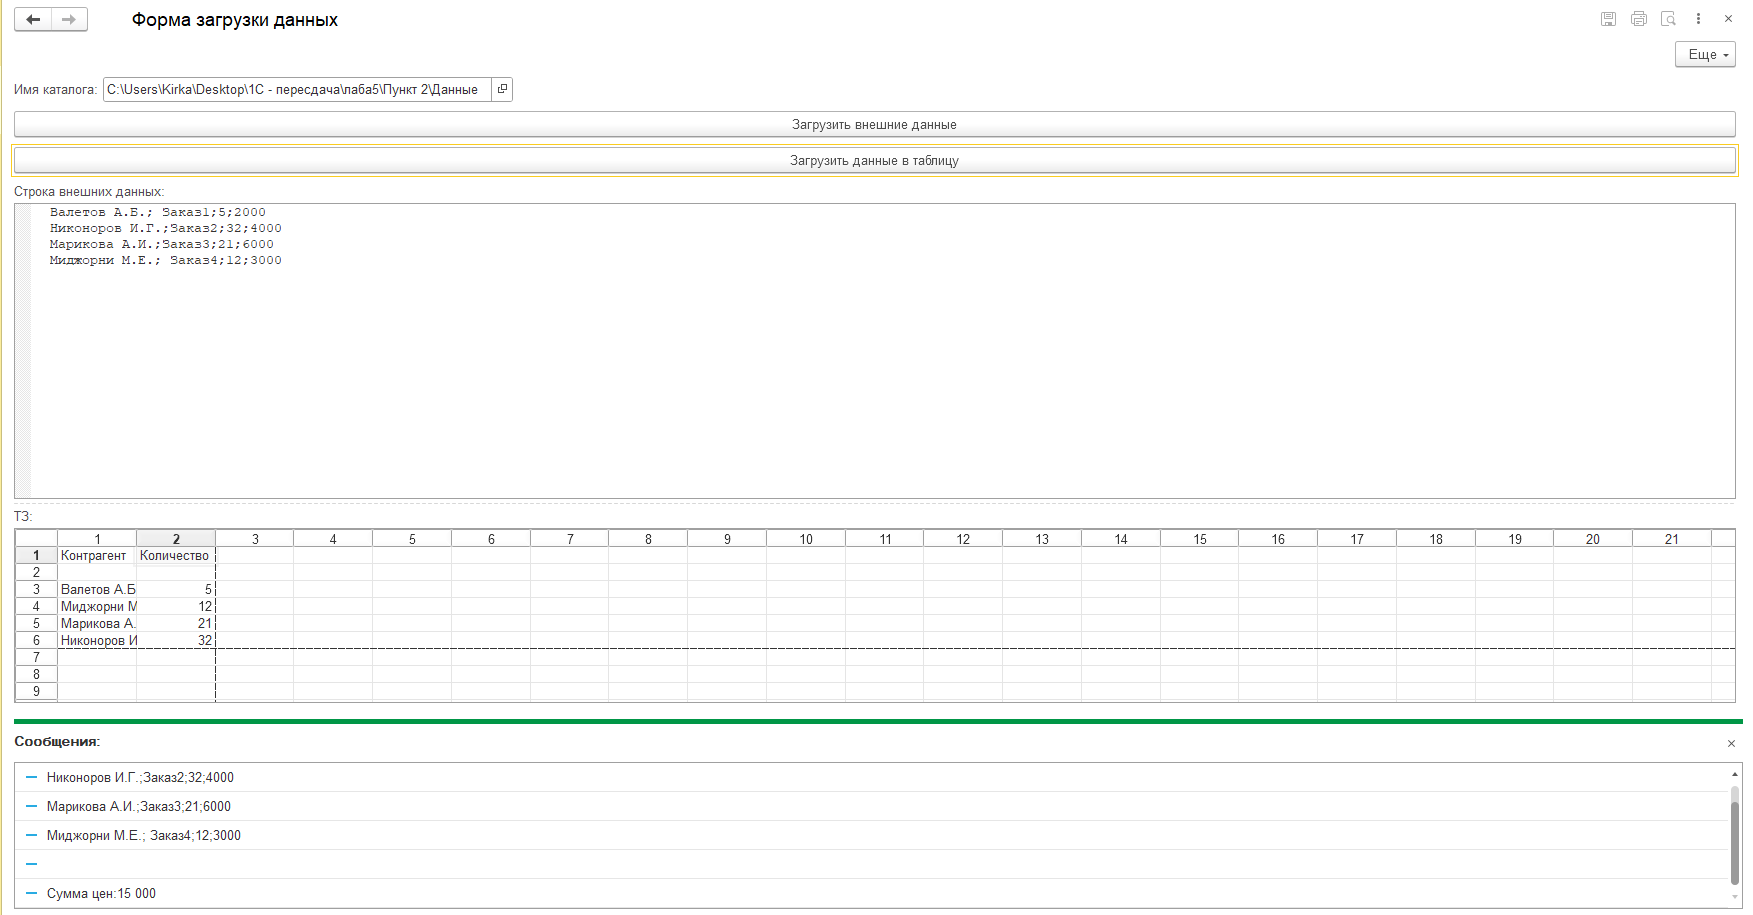 Форма загрузки данных
Еще
Имя каталога: C:\Users\Kirka\Desktop\1С - пересдача\лаба5\Пункт 2\Данные
Загрузить внешние данные
Загрузить данные в таблицу
Строка внешних данных:
Валетов А.Б.; Заказ1;5;2000
Никоноров И.Г.;Заказ2;32;4000
Марикова А.И.;Заказ3;21;6000
Миджорни М.Е.; Заказ4;12;3000
ТЗ:
1 2 3 4 5 6 7 8 9 10 11 12 13 14 15 16 17 18 19 20 21
1 Контрагент Количество
2
3 Валетов А.Б 5
4 Миджорни М 12
5 Марикова А. 21
6 Никоноров И 32
7
8
9
Сообщения:
Никоноров И.Г.;Заказ2;32;4000
Марикова А.И.;Заказ3;21;6000
Миджорни М.Е.; Заказ4;12;3000
Сумма цен:15 000